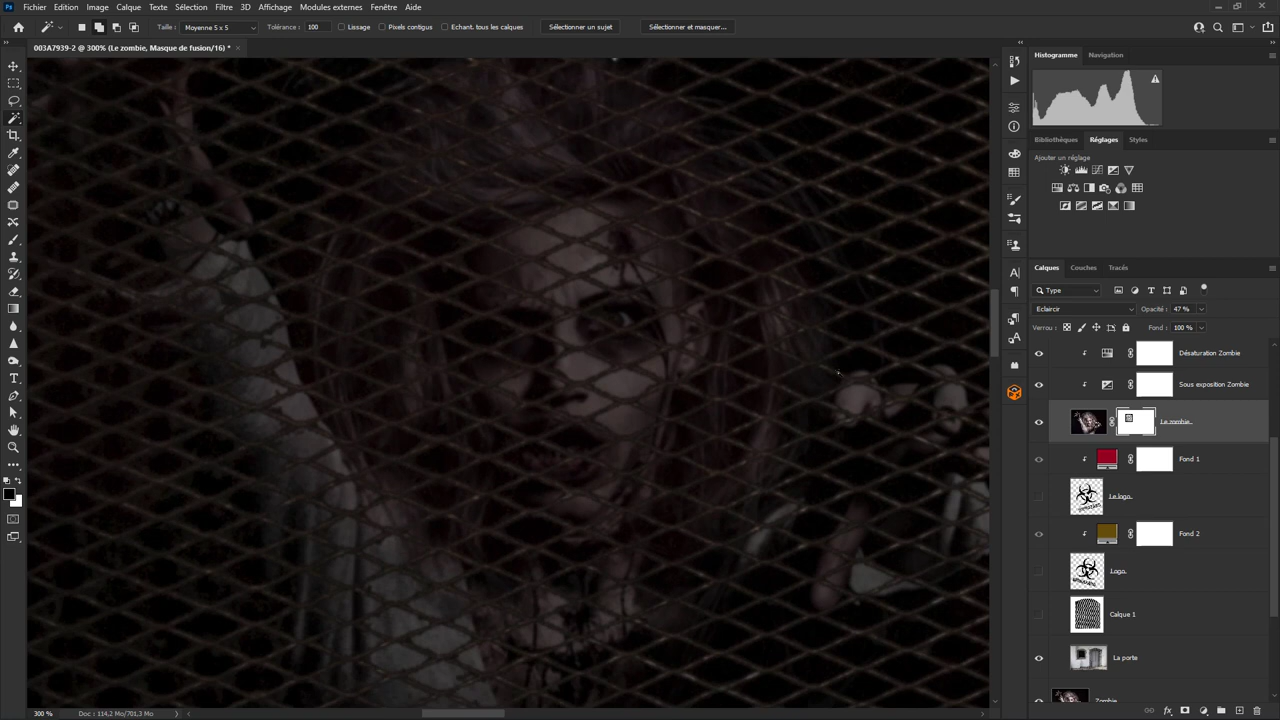 Fichier Edition Image Calque Texte Sélection Filtre 3D Affichage Modules externes Fenêtre Aide
Taille : Moyenne 5 x 5 Tolérance : 100 Lissage Pixels contigus Echant. tous les calques Sélectionner un sujet Sélectionner et masquer...
003A7939-2 @ 300% (Le zombie, Masque de fusion/16) * ×
Histogramme Navigation
Bibliothèques Réglages Styles
Ajouter un réglage
Calques Couches Tracés
Type
Eclaircir Opacité : 47 %
Verrou : Fond : 100 %
Désaturation Zombie
Sous exposition Zombie
Le zombie
Fond 1
Le logo
Fond 2
Logo
Calque 1
La porte
Zombie
300 % Doc : 114,2 Mo/701,3 Mo